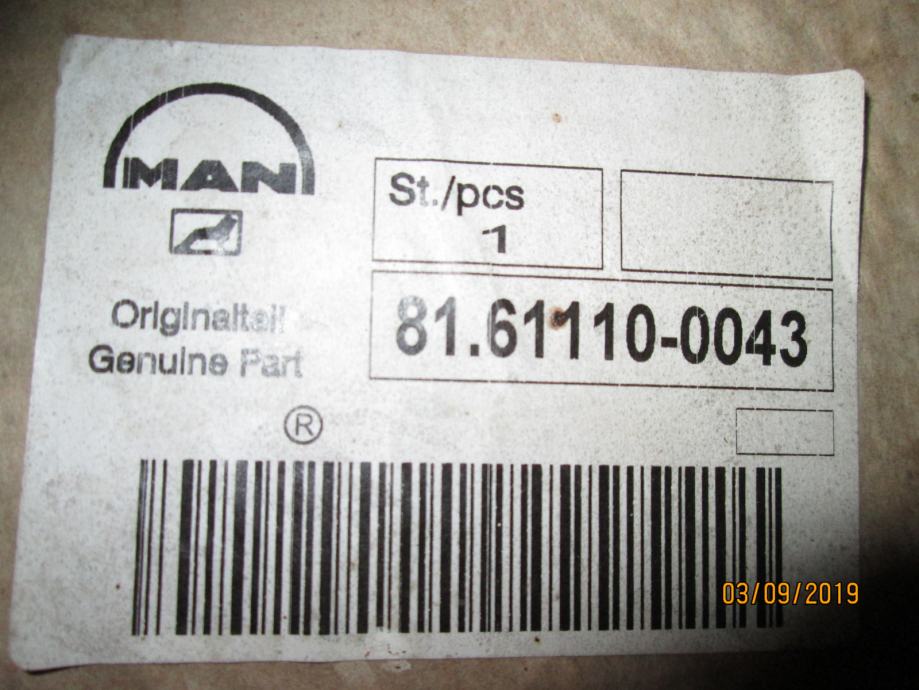 MAN
St./pcs
1
Originalteil
Genuine Part
81.61110-0043
®
03/09/2019